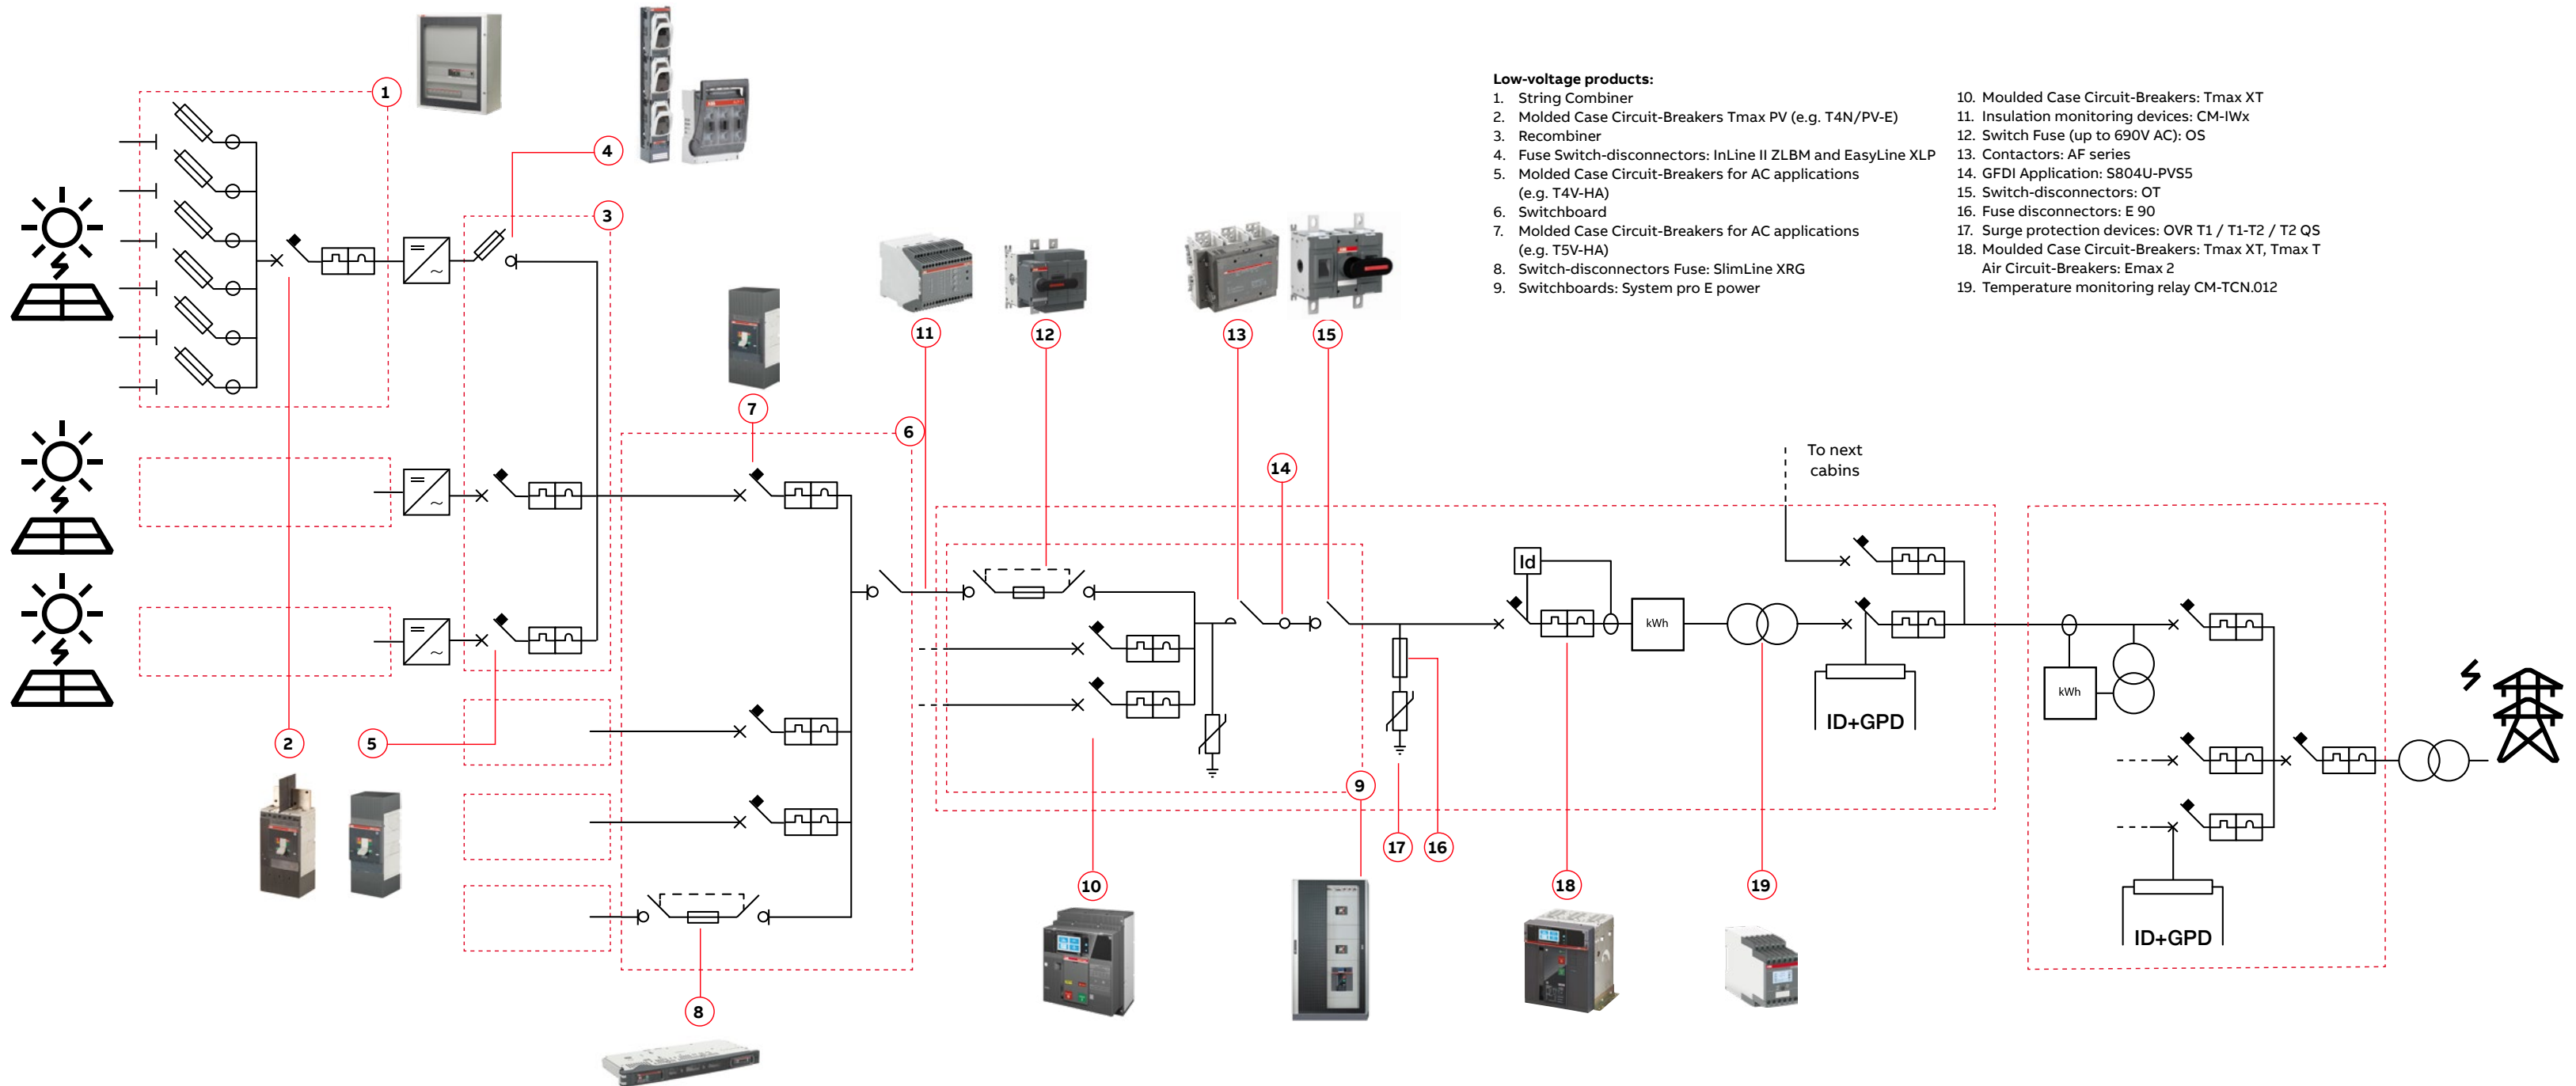 Low-voltage products:
1. String Combiner
2. Molded Case Circuit-Breakers Tmax PV (e.g. T4N/PV-E)
3. Recombiner
4. Fuse Switch-disconnectors: InLine II ZLBM and EasyLine XLP
5. Molded Case Circuit-Breakers for AC applications
(e.g. T4V-HA)
6. Switchboard
7. Molded Case Circuit-Breakers for AC applications
(e.g. T5V-HA)
8. Switch-disconnectors Fuse: SlimLine XRG
9. Switchboards: System pro E power
10. Moulded Case Circuit-Breakers: Tmax XT
11. Insulation monitoring devices: CM-IWx
12. Switch Fuse (up to 690V AC): OS
13. Contactors: AF series
14. GFDI Application: S804U-PVS5
15. Switch-disconnectors: OT
16. Fuse disconnectors: E 90
17. Surge protection devices: OVR T1 / T1-T2 / T2 QS
18. Moulded Case Circuit-Breakers: Tmax XT, Tmax T
Air Circuit-Breakers: Emax 2
19. Temperature monitoring relay CM-TCN.012
1
4
3
11
12
13
15
7
6
14
To next
cabins
Id
kWh
kWh
ID+GPD
2
5
9
17
16
10
18
19
ID+GPD
8